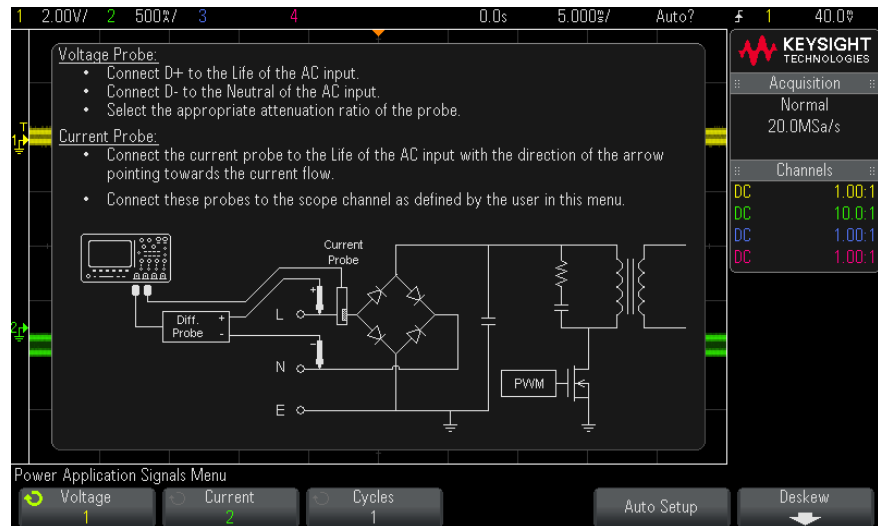 1 2.00V/ 2 500%/ 3 4 0.0s 5.000%/ Auto? 1 40.0V
KEYSIGHT
TECHNOLOGIES
Acquisition
Normal
20.0MSa/s
Channels
DC 1.00:1
DC 10.0:1
DC 1.00:1
DC 1.00:1
Voltage Probe:
• Connect D+ to the Life of the AC input.
• Connect D- to the Neutral of the AC input.
• Select the appropriate attenuation ratio of the probe.
Current Probe:
• Connect the current probe to the Life of the AC input with the direction of the arrow
pointing towards the current flow.
• Connect these probes to the scope channel as defined by the user in this menu.
Current
Probe
Diff.
Probe
+
-
+
-
L
N
E
PWM
T
1
2
Power Application Signals Menu
Voltage
1
Current
2
Cycles
1
Auto Setup
Deskew